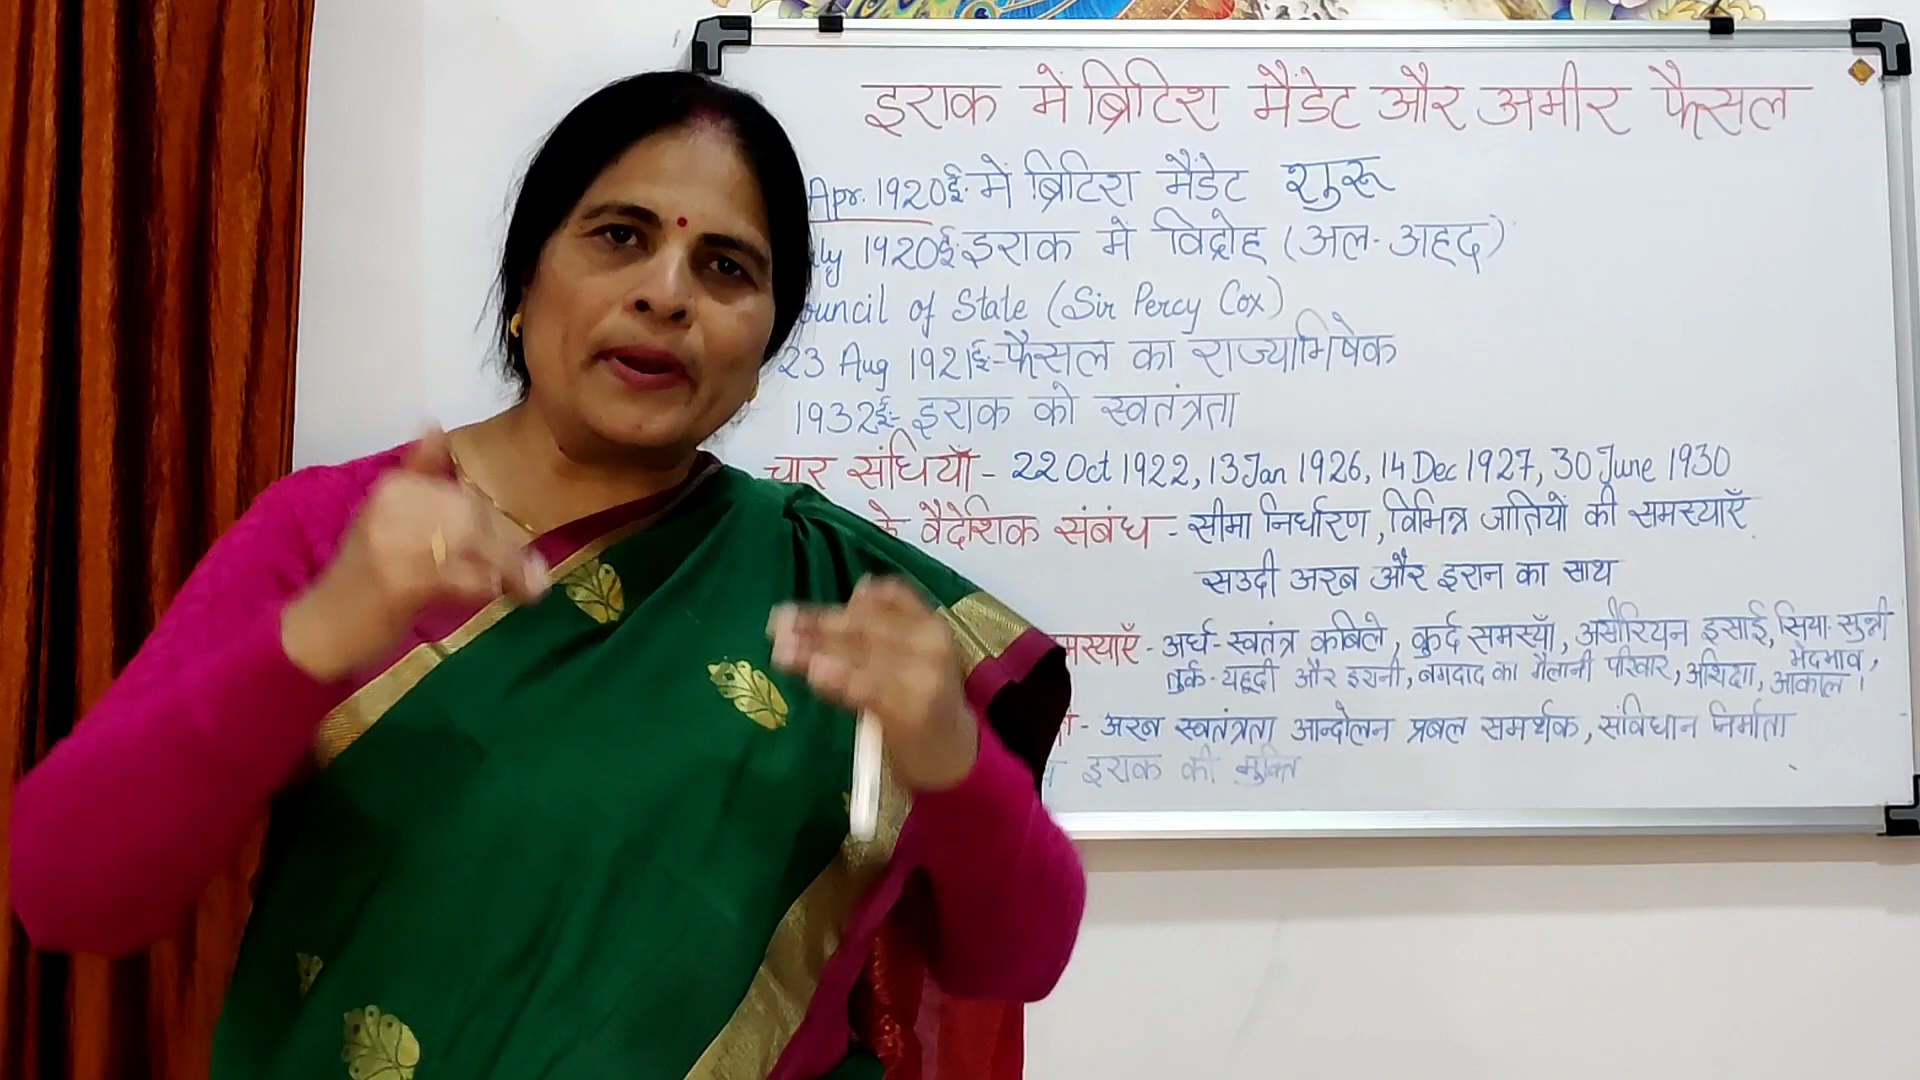 इराक में ब्रिटिश मैंडेट और अमीर फैसल
Apr. 1920ई. में ब्रिटिश मैंडेट शुरू
1920ई. इराक में विद्रोह (अल-अहद)
of State (Sir Percy Cox)
23 Aug 1921ई.-फैसल का राज्याभिषेक
1932ई- इराक को स्वतंत्रता
चार संधियाँ - 22 Oct 1922, 13 Jan 1926, 14 Dec 1927, 30 June 1930
के वैदेशिक संबंध - सीमा निर्धारण, विभिन्न जातियों की समस्याएँ
सउदी अरब और इरान का साथ
अर्ध-स्वतंत्र कबिले, कुर्द समस्याँ, असीरियन इसाई, सिया-सुन्नी
भेदभाव,
तुर्क-यहूदी और इरानी, बगदाद का गैलानी परिवार, अशिक्षा, आकाल।
- अरब स्वतंत्रता आन्दोलन प्रबल समर्थक, संविधान निर्माता
इराक की मुक्ति